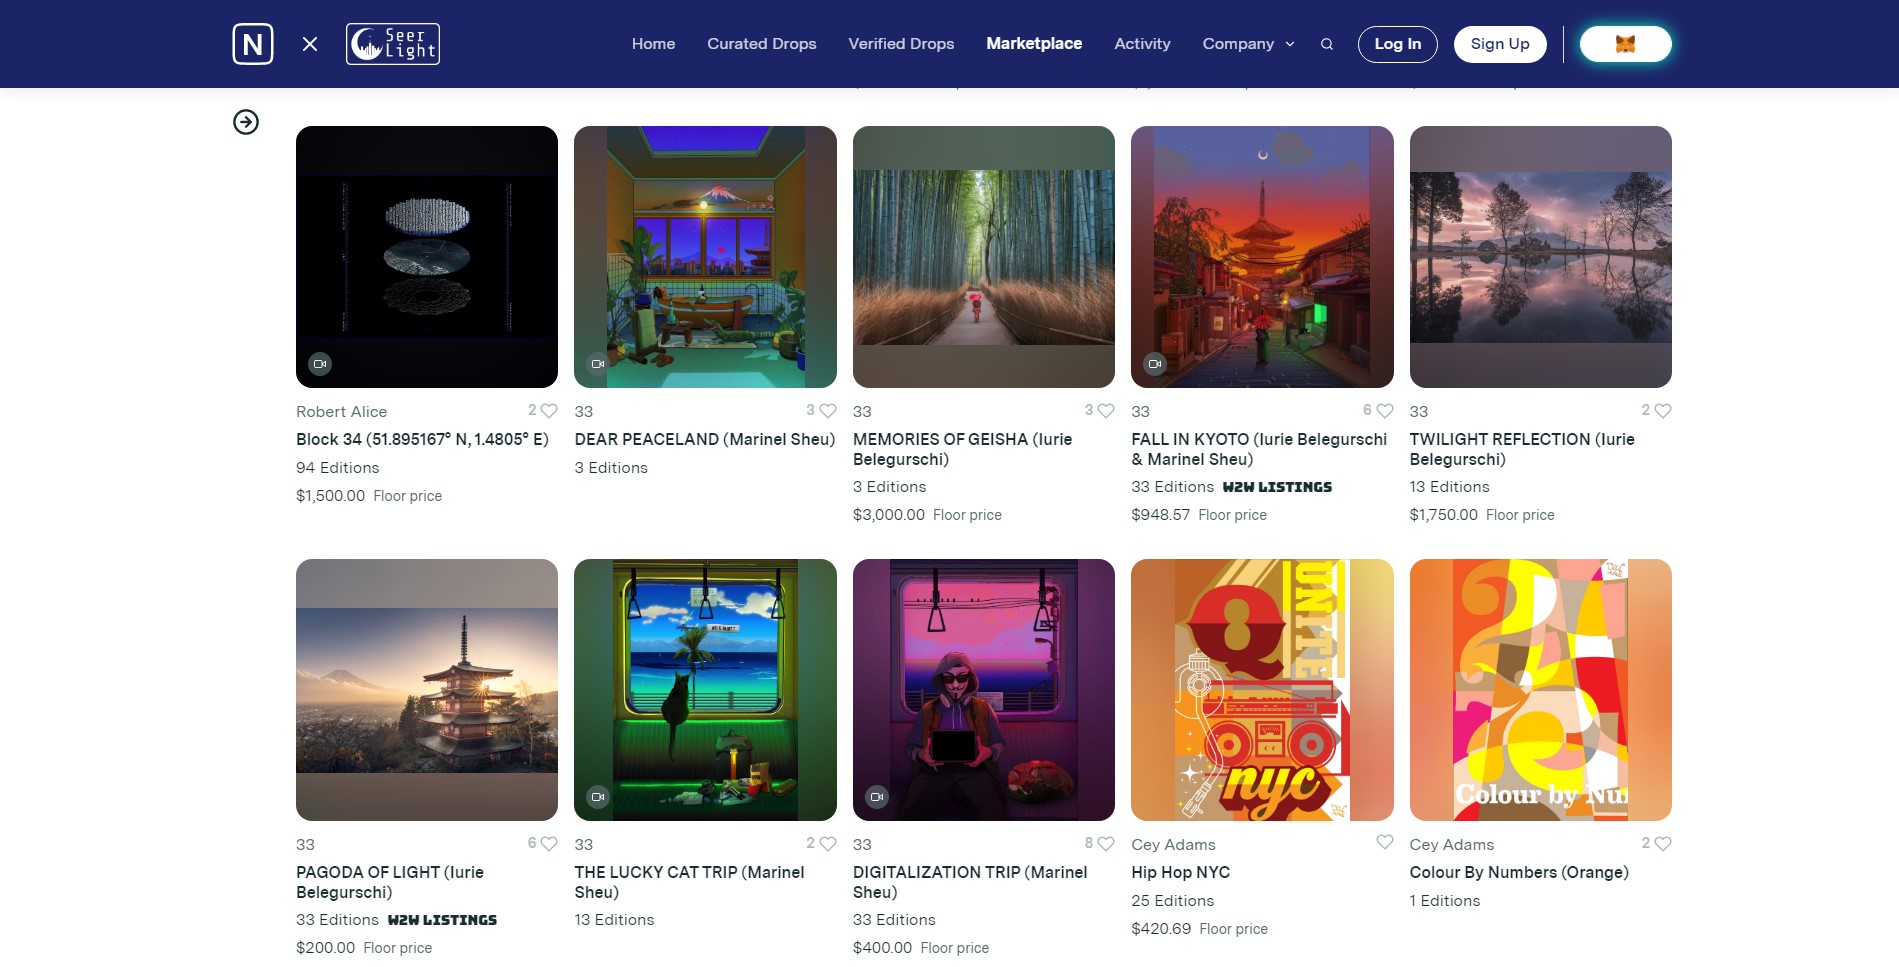 N
Seer
Light
Home
Curated Drops
Verified Drops
Marketplace
Activity
Company
Log In
Sign Up
Robert Alice
2
Block 34 (51.895167° N, 1.4805° E)
94 Editions
$1,500.00 Floor price
33
3
DEAR PEACELAND (Marinel Sheu)
3 Editions
33
3
MEMORIES OF GEISHA (Iurie
Belegurschi)
3 Editions
$3,000.00 Floor price
33
6
FALL IN KYOTO (Iurie Belegurschi
& Marinel Sheu)
33 Editions W2W LISTINGS
$948.57 Floor price
33
2
TWILIGHT REFLECTION (Iurie
Belegurschi)
13 Editions
$1,750.00 Floor price
Q
UNITE
nyc
Colour by Nu
33
6
PAGODA OF LIGHT (Iurie
Belegurschi)
33 Editions W2W LISTINGS
$200.00 Floor price
33
2
THE LUCKY CAT TRIP (Marinel
Sheu)
13 Editions
33
8
DIGITALIZATION TRIP (Marinel
Sheu)
33 Editions
$400.00 Floor price
Cey Adams
Hip Hop NYC
25 Editions
$420.69 Floor price
Cey Adams
2
Colour By Numbers (Orange)
1 Editions